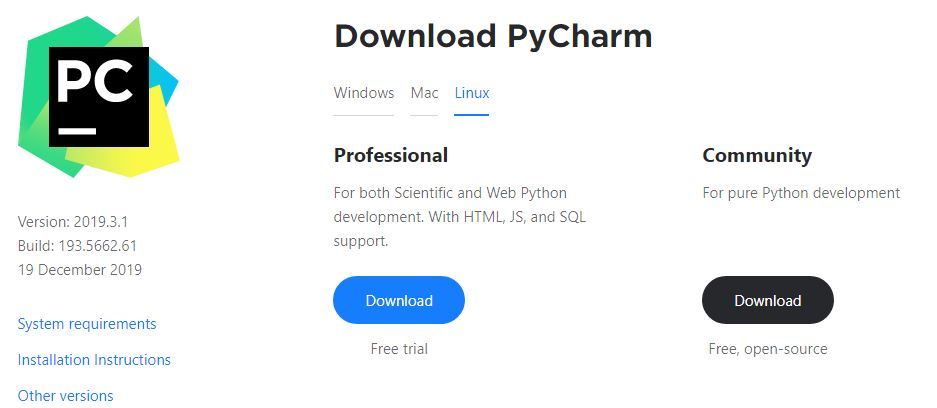 PC
Version: 2019.3.1
Build: 193.5662.61
19 December 2019
System requirements
Installation Instructions
Other versions
Download PyCharm
Windows Mac Linux
Professional
For both Scientific and Web Python
development. With HTML, JS, and SQL
support.
Download
Free trial
Community
For pure Python development
Download
Free, open-source